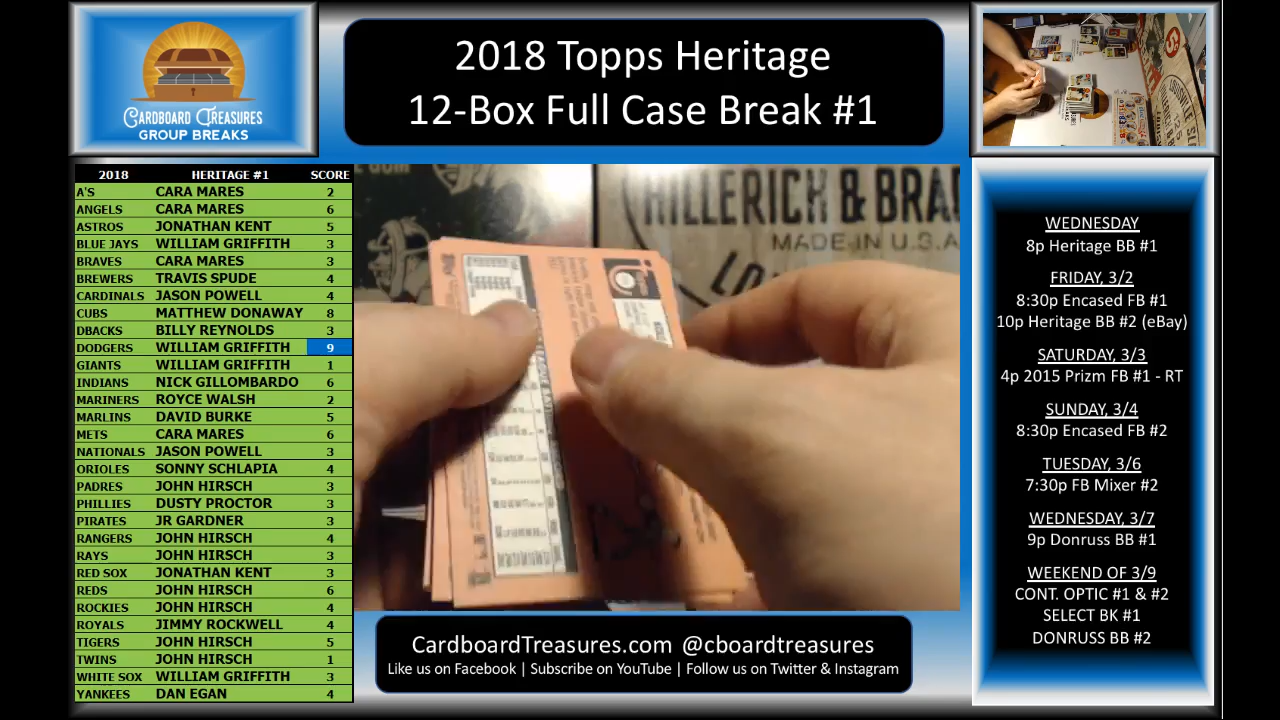 CARDBOARD TREASURES
GROUP BREAKS
2018 Topps Heritage
12-Box Full Case Break #1
2018 HERITAGE #1 SCORE
A'S CARA MARES 2
ANGELS CARA MARES 6
ASTROS JONATHAN KENT 5
BLUE JAYS WILLIAM GRIFFITH 3
BRAVES CARA MARES 3
BREWERS TRAVIS SPUDE 4
CARDINALS JASON POWELL 4
CUBS MATTHEW DONAWAY 8
DBACKS BILLY REYNOLDS 3
DODGERS WILLIAM GRIFFITH 9
GIANTS WILLIAM GRIFFITH 1
INDIANS NICK GILLOMBARDO 6
MARINERS ROYCE WALSH 2
MARLINS DAVID BURKE 5
METS CARA MARES 6
NATIONALS JASON POWELL 3
ORIOLES SONNY SCHLAPIA 4
PADRES JOHN HIRSCH 3
PHILLIES DUSTY PROCTOR 3
PIRATES JR GARDNER 3
RANGERS JOHN HIRSCH 4
RAYS JOHN HIRSCH 3
RED SOX JONATHAN KENT 3
REDS JOHN HIRSCH 6
ROCKIES JOHN HIRSCH 4
ROYALS JIMMY ROCKWELL 4
TIGERS JOHN HIRSCH 5
TWINS JOHN HIRSCH 1
WHITE SOX WILLIAM GRIFFITH 3
YANKEES DAN EGAN 4
HILLERICH & BRA
MADE IN U.S.A
CardboardTreasures.com @cboardtreasures
Like us on Facebook | Subscribe on YouTube | Follow us on Twitter & Instagram
WEDNESDAY
8p Heritage BB #1
FRIDAY, 3/2
8:30p Encased FB #1
10p Heritage BB #2 (eBay)
SATURDAY, 3/3
4p 2015 Prizm FB #1 - RT
SUNDAY, 3/4
8:30p Encased FB #2
TUESDAY, 3/6
7:30p FB Mixer #2
WEDNESDAY, 3/7
9p Donruss BB #1
WEEKEND OF 3/9
CONT. OPTIC #1 & #2
SELECT BK #1
DONRUSS BB #2